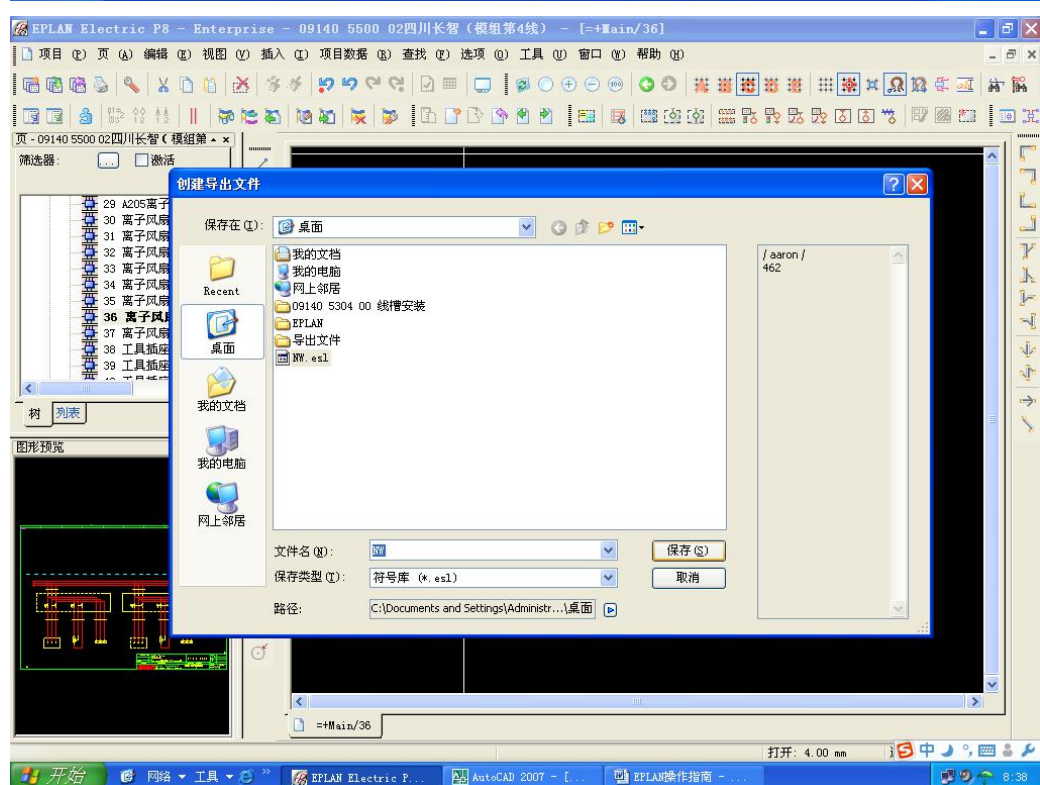 EPLAN Electric P8 - Enterprise - 09140 5500 02四川长智（模组第4线） - [=+Main/36]
项目(P) 页(A) 编辑(E) 视图(V) 插入(I) 项目数据(R) 查找(F) 选项(O) 工具(U) 窗口(W) 帮助(H)
页 - 09140 5500 02四川长智（模组第
筛选器: ... 激活
29 A205离子
30 离子风扇
31 离子风扇
32 离子风扇
33 离子风扇
34 离子风扇
35 离子风扇
36 离子风
37 离子风扇
38 工具插座
39 工具插座
树 列表
图形预览
创建导出文件
保存在(I): 桌面
Recent
桌面
我的文档
我的电脑
网上邻居
我的文档
我的电脑
网上邻居
09140 5304 00 线槽安装
EPLAN
导出文件
NW.esl
/ aaron /
462
文件名(N): NW 保存(S)
保存类型(T): 符号库 (*.esl) 取消
路径: C:\Documents and Settings\Administr...\桌面
=+Main/36
打开: 4.00 mm
中
开始 网络 工具 » EPLAN Electric P... AutoCAD 2007 - [... EPLAN操作指南 - ... 8:38